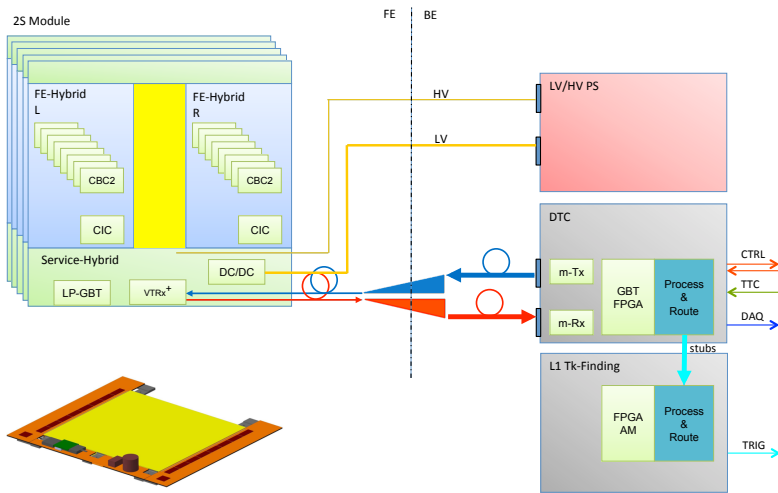 2S Module
FE
BE
FE-Hybrid
L
FE-Hybrid
R
CBC2
CBC2
CIC
CIC
HV
LV
LV/HV PS
Service-Hybrid
DC/DC
LP-GBT
VTRx+
DTC
m-Tx
m-Rx
GBT
FPGA
Process
&
Route
CTRL
TTC
DAQ
stubs
L1 Tk-Finding
FPGA
AM
Process
&
Route
TRIG